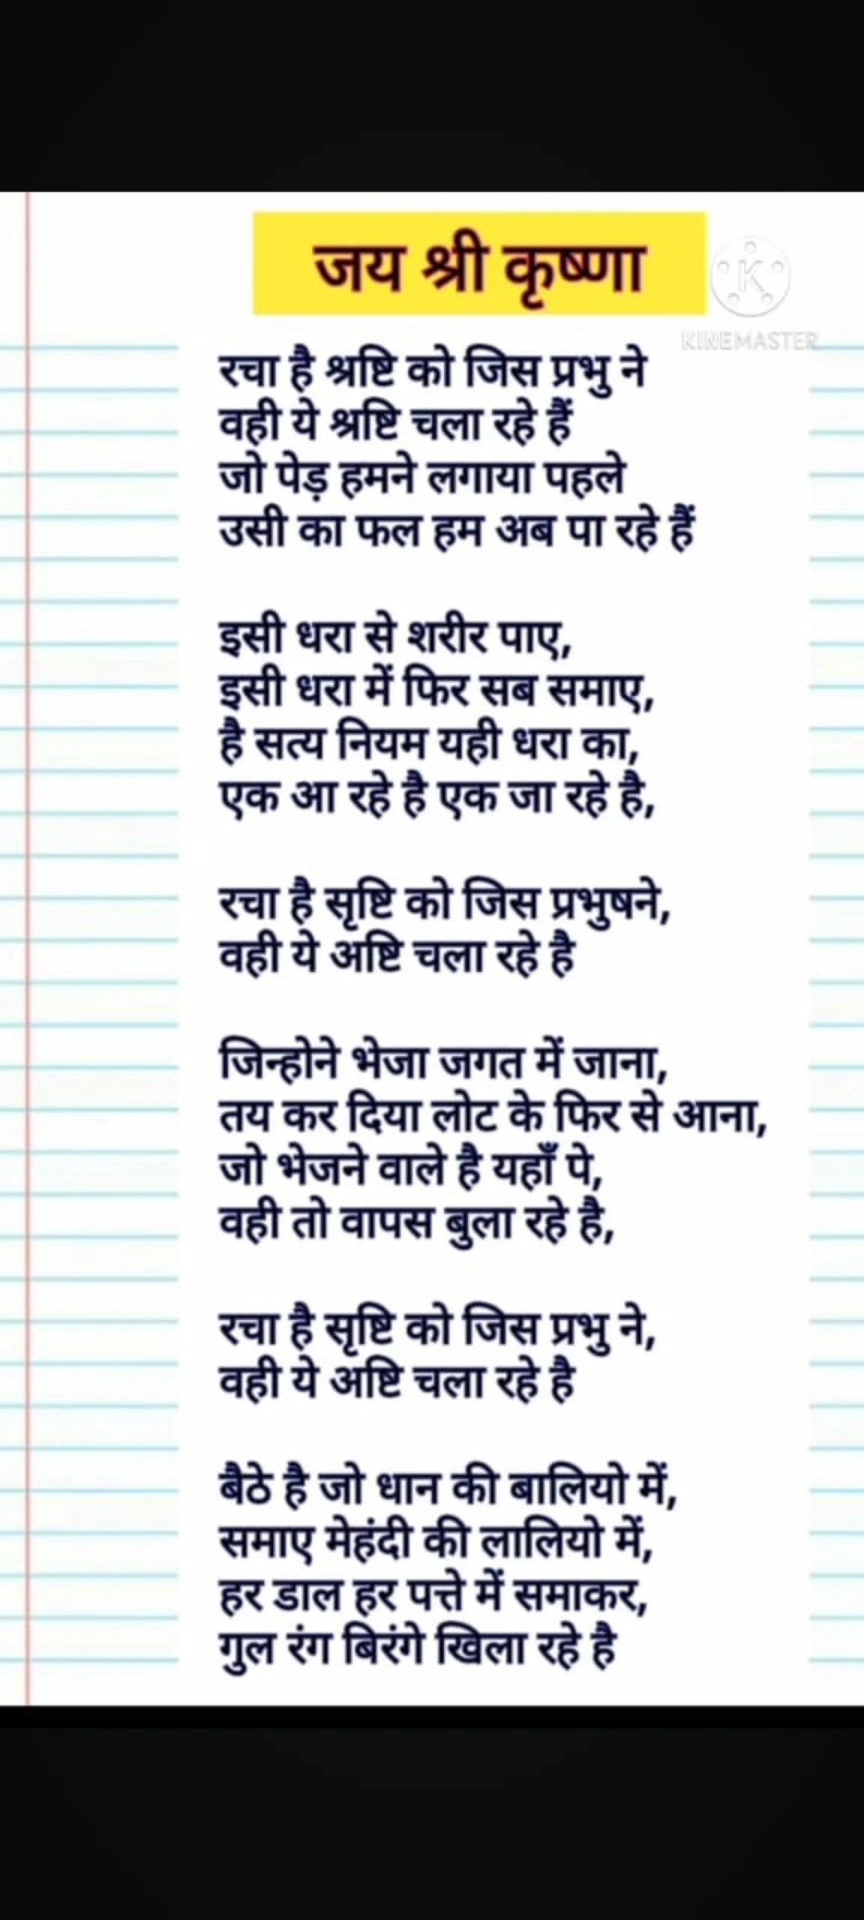 जय श्री कृष्णा
KINEMASTER
रचा है श्रष्टि को जिस प्रभु ने
वही ये श्रष्टि चला रहे हैं
जो पेड़ हमने लगाया पहले
उसी का फल हम अब पा रहे हैं
इसी धरा से शरीर पाए,
इसी धरा में फिर सब समाए,
है सत्य नियम यही धरा का,
एक आ रहे है एक जा रहे है,
रचा है सृष्टि को जिस प्रभुषने,
वही ये अष्टि चला रहे है
जिन्होने भेजा जगत में जाना,
तय कर दिया लोट के फिर से आना,
जो भेजने वाले है यहाँ पे,
वही तो वापस बुला रहे है,
रचा है सृष्टि को जिस प्रभु ने,
वही ये अष्टि चला रहे है
बैठे है जो धान की बालियो में,
समाए मेहंदी की लालियो में,
हर डाल हर पत्ते में समाकर,
गुल रंग बिरंगे खिला रहे है